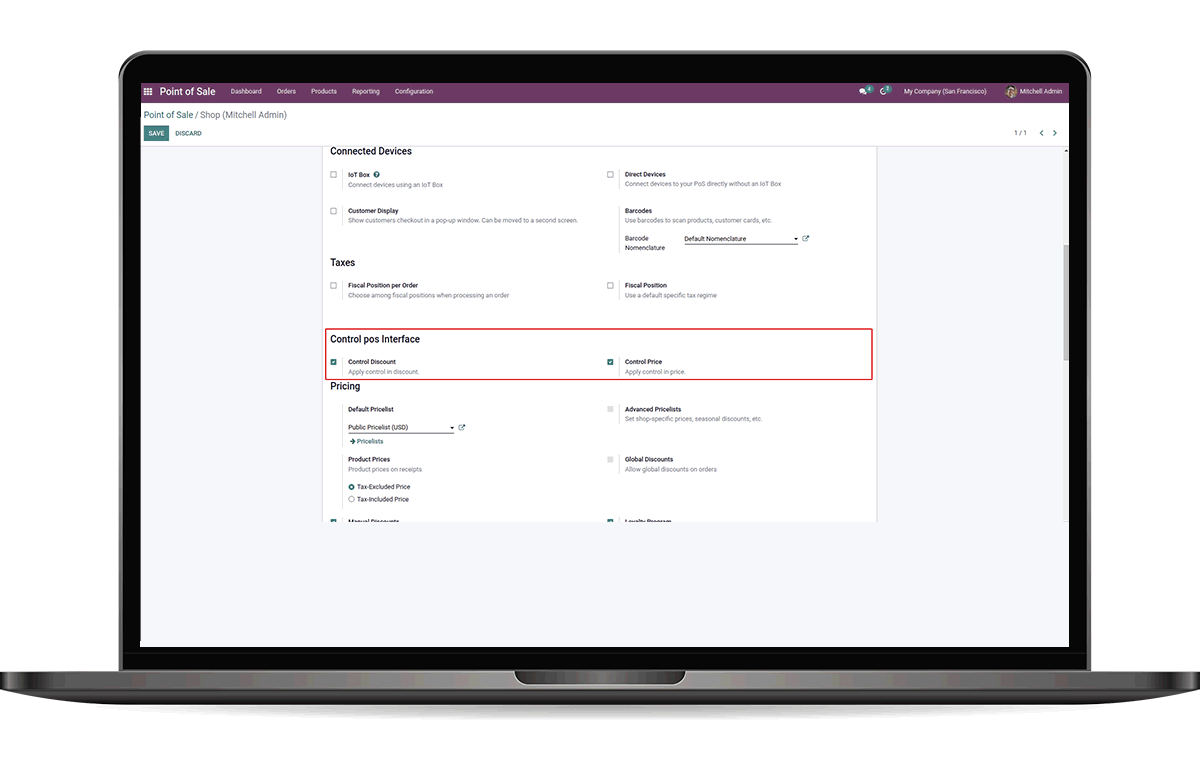 Point of Sale Dashboard Orders Products Reporting Configuration 4 2 My Company (San Francisco) Mitchell Admin
Point of Sale / Shop (Mitchell Admin)
SAVE DISCARD 1 / 1
Connected Devices
IoT Box ?
Connect devices using an IoT Box
Direct Devices
Connect devices to your PoS directly without an IoT Box
Customer Display
Show customers checkout in a pop-up window. Can be moved to a second screen.
Barcodes
Use barcodes to scan products, customer cards, etc.
Barcode
Nomenclature
Default Nomenclature
Taxes
Fiscal Position per Order
Choose among fiscal positions when processing an order
Fiscal Position
Use a default specific tax regime
Control pos Interface
Control Discount
Apply control in discount.
Control Price
Apply control in price.
Pricing
Default Pricelist
Public Pricelist (USD)
Pricelists
Advanced Pricelists
Set shop-specific prices, seasonal discounts, etc.
Product Prices
Product prices on receipts
Tax-Excluded Price
Tax-Included Price
Global Discounts
Allow global discounts on orders
Manual Discounts
Loyalty Program